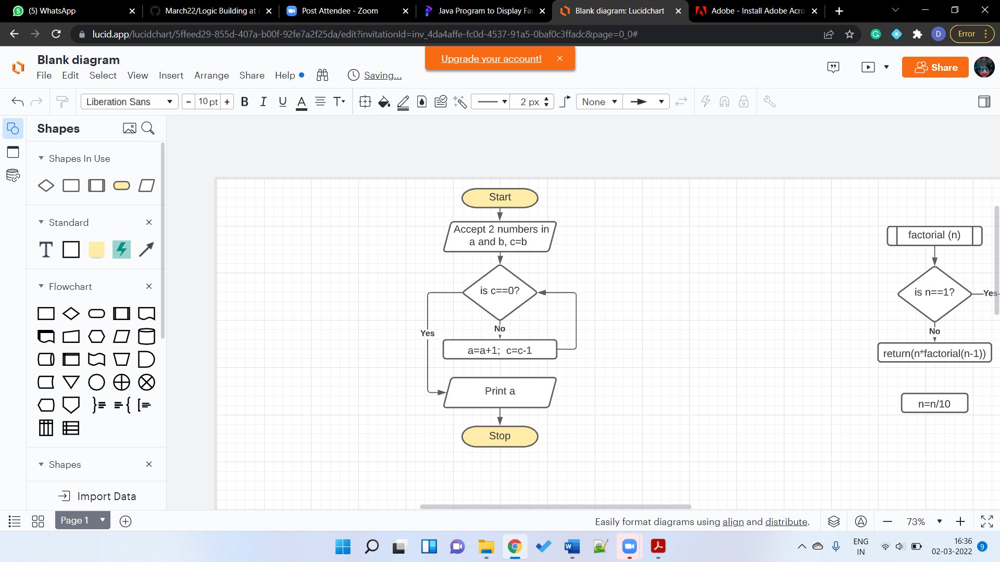 (5) WhatsApp
March22/Logic Building at r
Post Attendee - Zoom
Java Program to Display Fac
Blank diagram: Lucidchart
Adobe - Install Adobe Acro
lucid.app/lucidchart/5ffeed29-855d-407a-b00f-92fe7a2f25da/edit?invitationId=inv_4da4affe-fc0d-4537-91a5-0baf0c3ffadc&page=0_0#
D
Error
Blank diagram
Upgrade your account!
File Edit Select View Insert Arrange Share Help
Saving...
Share
Liberation Sans
- 10 pt +
B I U A T
2 px
None
Shapes
Shapes In Use
Standard
T
Flowchart
Shapes
Import Data
Start
Accept 2 numbers in
a and b, c=b
is c==0?
No
Yes
a=a+1;  c=c-1
Print a
Stop
factorial (n)
is n==1?
Yes
No
return(n*factorial(n-1))
n=n/10
Page 1
Easily format diagrams using align and distribute.
73%
ENG
IN
16:36
02-03-2022
9